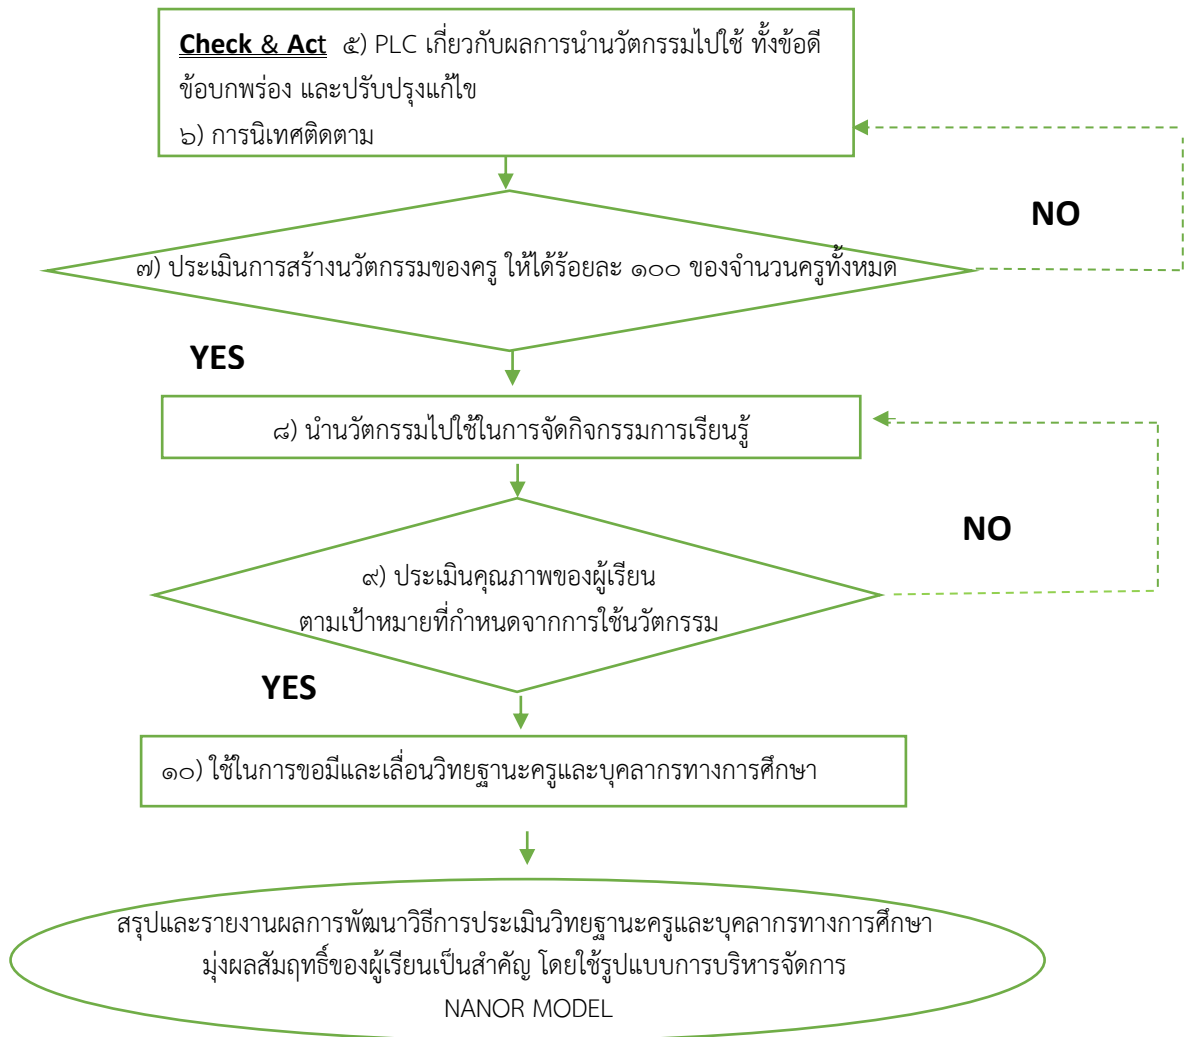 Check & Act ๕) PLC เกี่ยวกับผลการนำนวัตกรรมไปใช้ ทั้งข้อดี
ข้อบกพร่อง และปรับปรุงแก้ไข
๖) การนิเทศติดตาม
NO
๗) ประเมินการสร้างนวัตกรรมของครู ให้ได้ร้อยละ ๑๐๐ ของจำนวนครูทั้งหมด
YES
๘) นำนวัตกรรมไปใช้ในการจัดกิจกรรมการเรียนรู้
NO
๙) ประเมินคุณภาพของผู้เรียน
ตามเป้าหมายที่กำหนดจากการใช้นวัตกรรม
YES
๑๐) ใช้ในการขอมีและเลื่อนวิทยฐานะครูและบุคลากรทางการศึกษา
สรุปและรายงานผลการพัฒนาวิธีการประเมินวิทยฐานะครูและบุคลากรทางการศึกษา
มุ่งผลสัมฤทธิ์ของผู้เรียนเป็นสำคัญ โดยใช้รูปแบบการบริหารจัดการ
NANOR MODEL